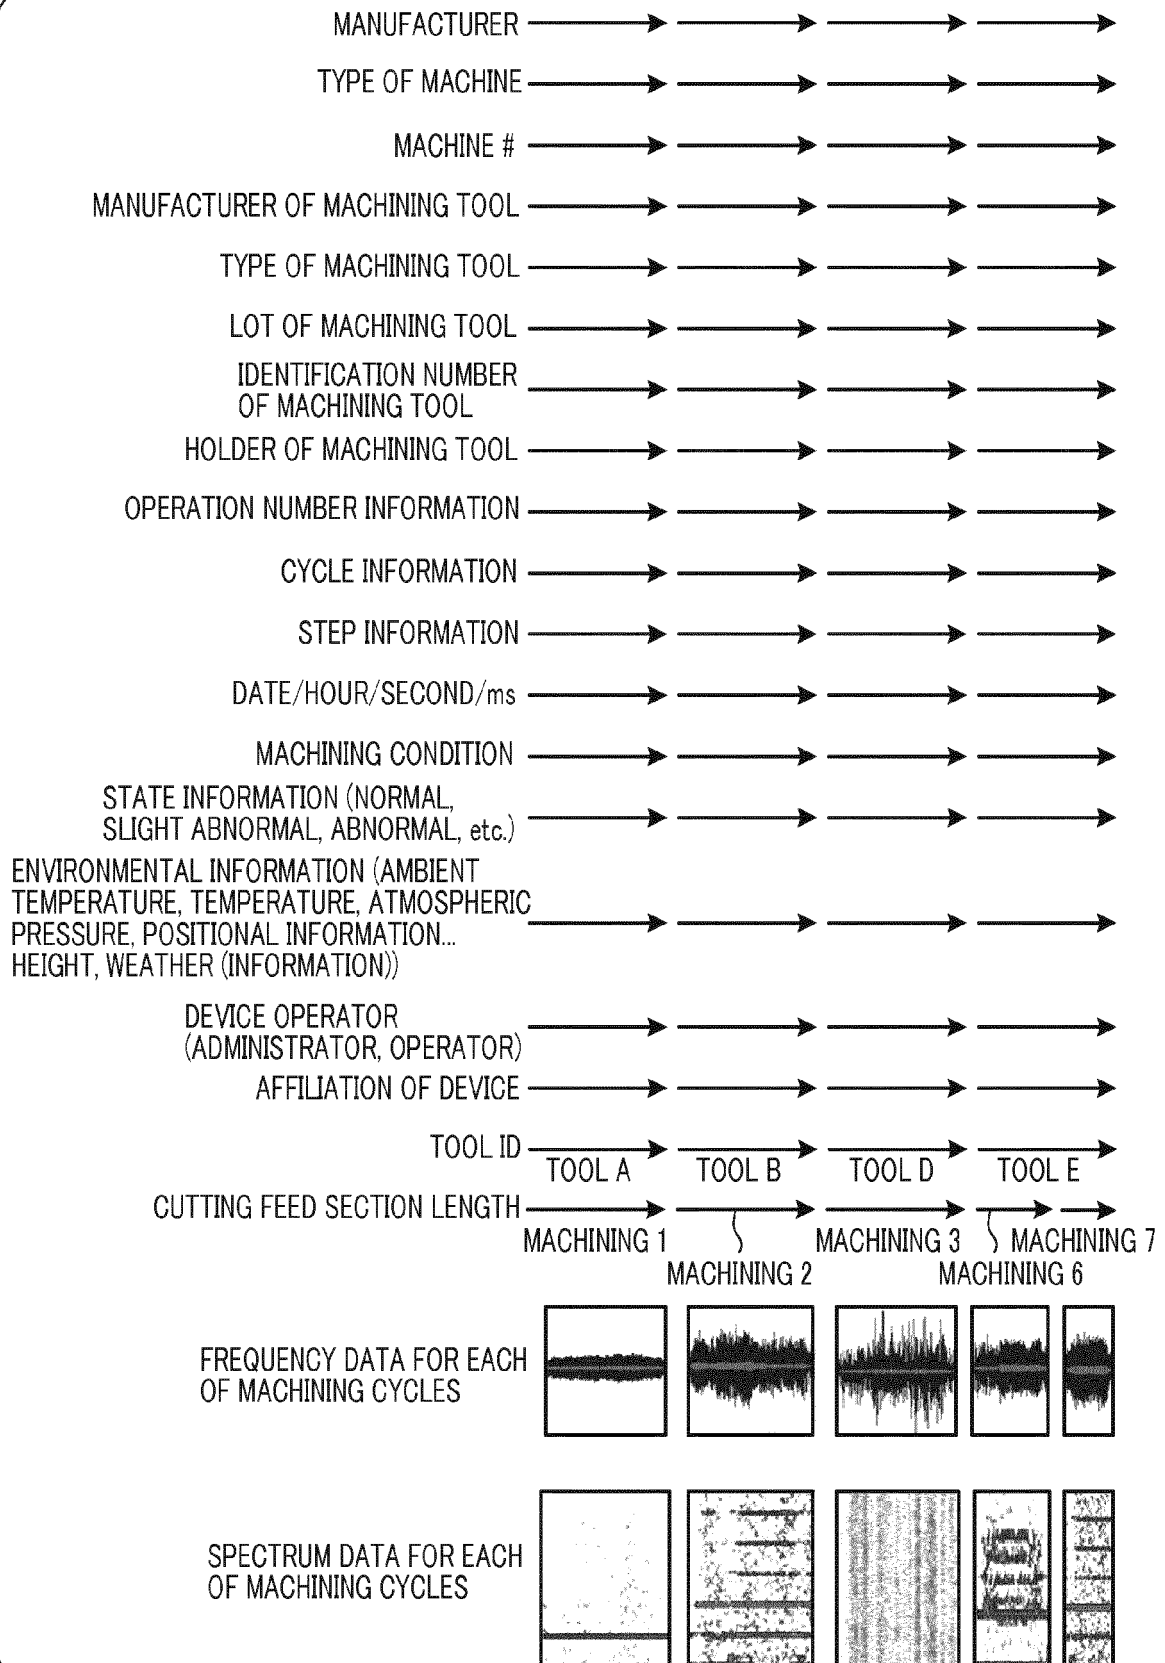 MANUFACTURER
TYPE OF MACHINE
MACHINE #
MANUFACTURER OF MACHINING TOOL
TYPE OF MACHINING TOOL
LOT OF MACHINING TOOL
IDENTIFICATION NUMBER
OF MACHINING TOOL
HOLDER OF MACHINING TOOL
OPERATION NUMBER INFORMATION
CYCLE INFORMATION
STEP INFORMATION
DATE/HOUR/SECOND/ms
MACHINING CONDITION
STATE INFORMATION (NORMAL,
SLIGHT ABNORMAL, ABNORMAL, etc.)
ENVIRONMENTAL INFORMATION (AMBIENT
TEMPERATURE, TEMPERATURE, ATMOSPHERIC
PRESSURE, POSITIONAL INFORMATION...
HEIGHT, WEATHER (INFORMATION))
DEVICE OPERATOR
(ADMINISTRATOR, OPERATOR)
AFFILIATION OF DEVICE
TOOL ID
TOOL A TOOL B TOOL D TOOL E
CUTTING FEED SECTION LENGTH
MACHINING 1 MACHINING 3 MACHINING 7
MACHINING 2 MACHINING 6
FREQUENCY DATA FOR EACH
OF MACHINING CYCLES
SPECTRUM DATA FOR EACH
OF MACHINING CYCLES